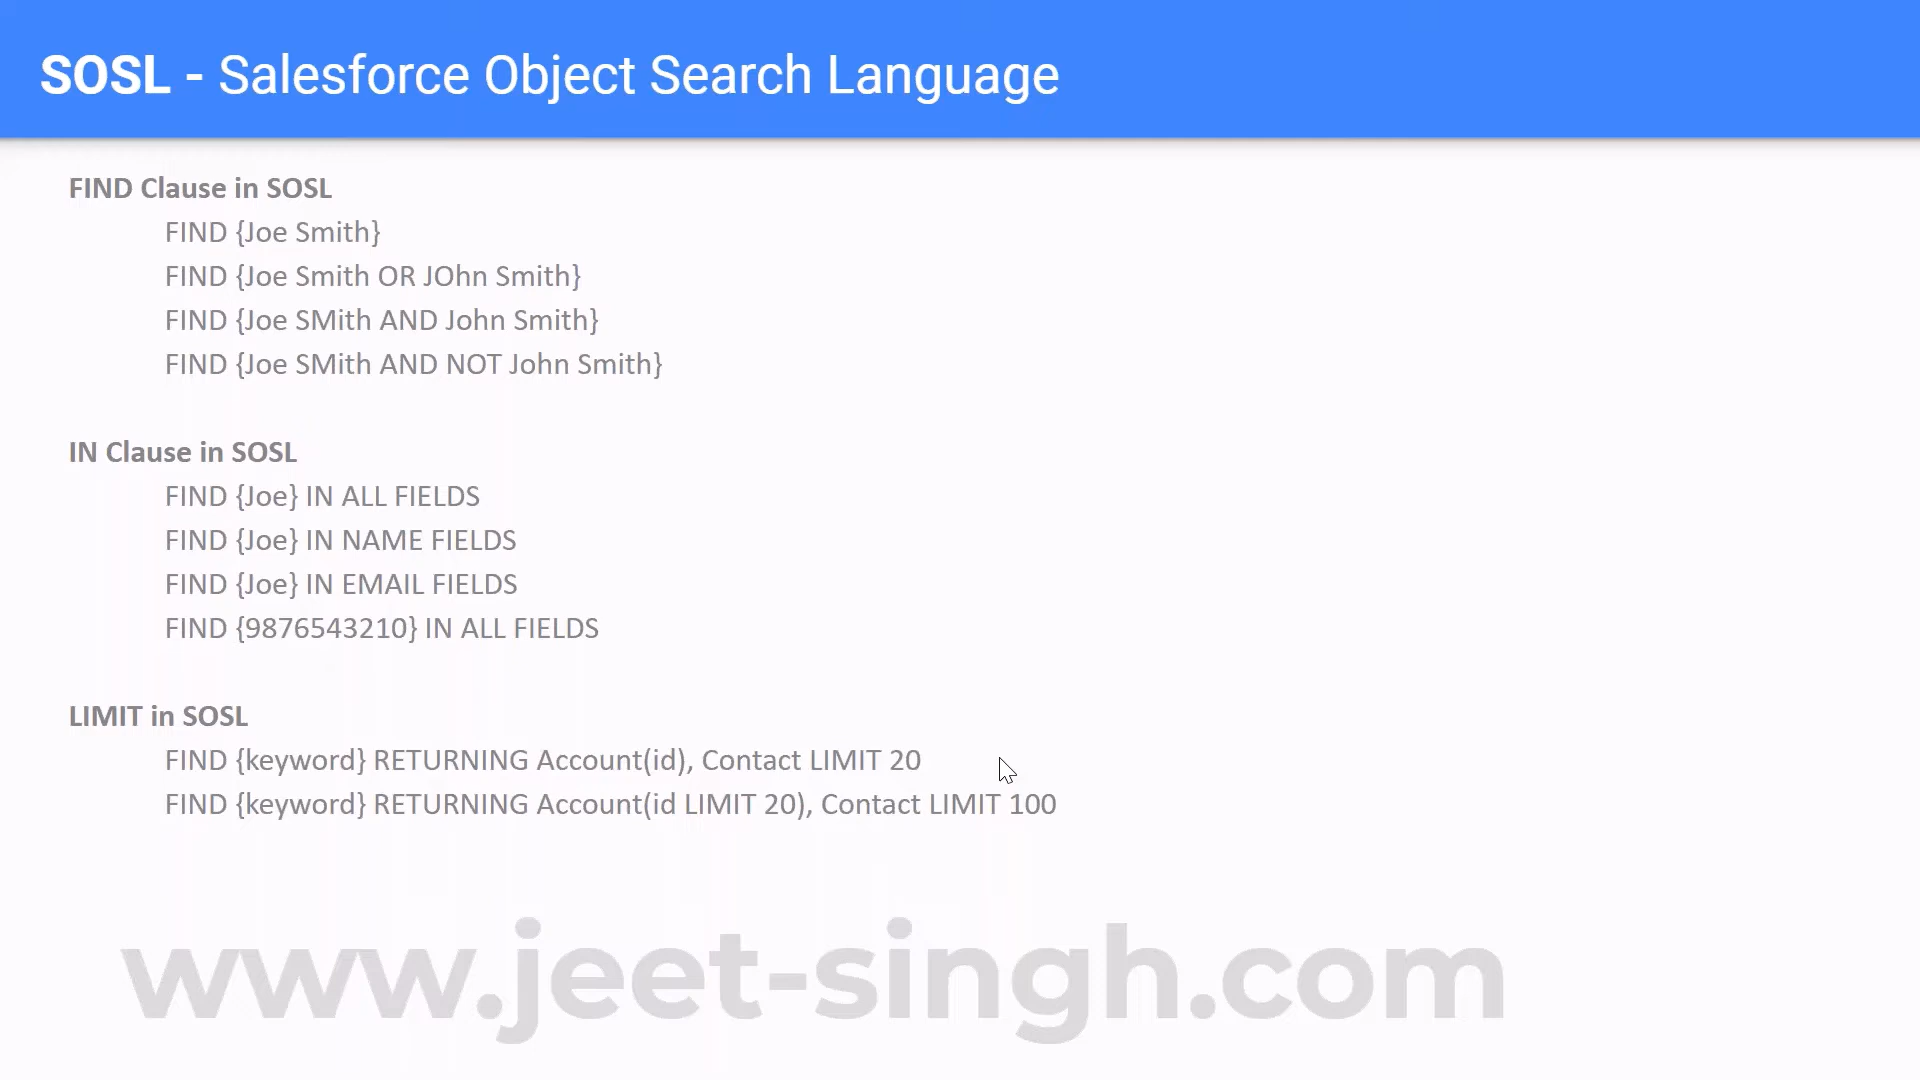 SOSL - Salesforce Object Search Language
FIND Clause in SOSL
FIND {Joe Smith}
FIND {Joe Smith OR JOhn Smith}
FIND {Joe SMith AND John Smith}
FIND {Joe SMith AND NOT John Smith}
IN Clause in SOSL
FIND {Joe} IN ALL FIELDS
FIND {Joe} IN NAME FIELDS
FIND {Joe} IN EMAIL FIELDS
FIND {9876543210} IN ALL FIELDS
LIMIT in SOSL
FIND {keyword} RETURNING Account(id), Contact LIMIT 20
FIND {keyword} RETURNING Account(id LIMIT 20), Contact LIMIT 100
www.jeet-singh.com